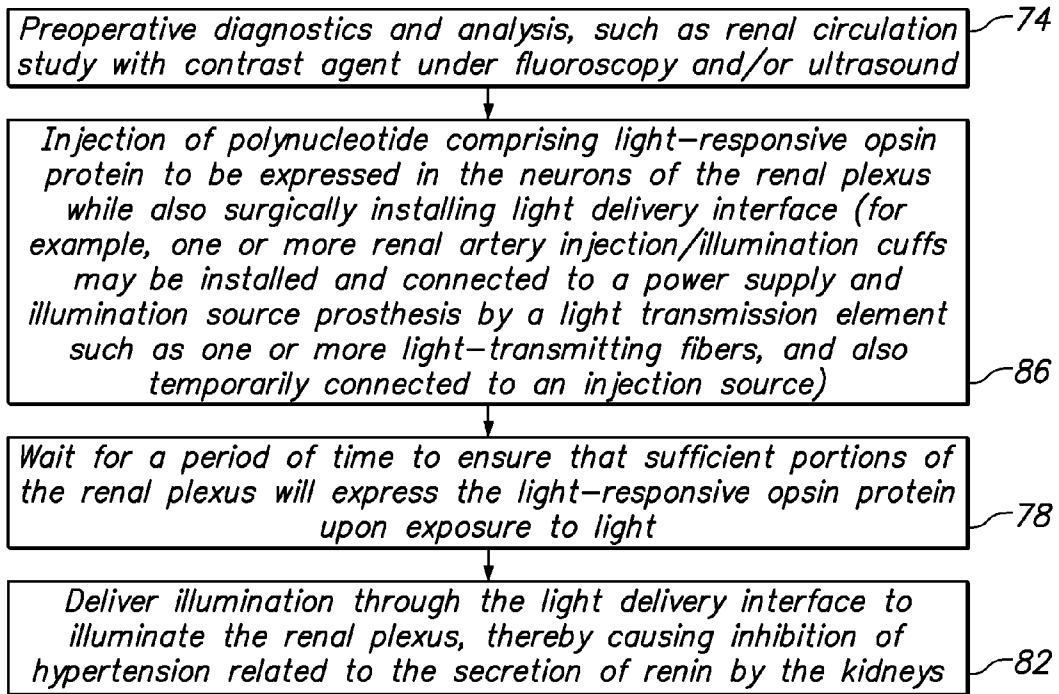 Preoperative diagnostics and analysis, such as renal circulation
study with contrast agent under fluoroscopy and/or ultrasound
74
Injection of polynucleotide comprising light-responsive opsin
protein to be expressed in the neurons of the renal plexus
while also surgically installing light delivery interface (for
example, one or more renal artery injection/illumination cuffs
may be installed and connected to a power supply and
illumination source prosthesis by a light transmission element
such as one or more light-transmitting fibers, and also
temporarily connected to an injection source)
86
Wait for a period of time to ensure that sufficient portions of
the renal plexus will express the light-responsive opsin protein
upon exposure to light
78
Deliver illumination through the light delivery interface to
illuminate the renal plexus, thereby causing inhibition of
hypertension related to the secretion of renin by the kidneys
82